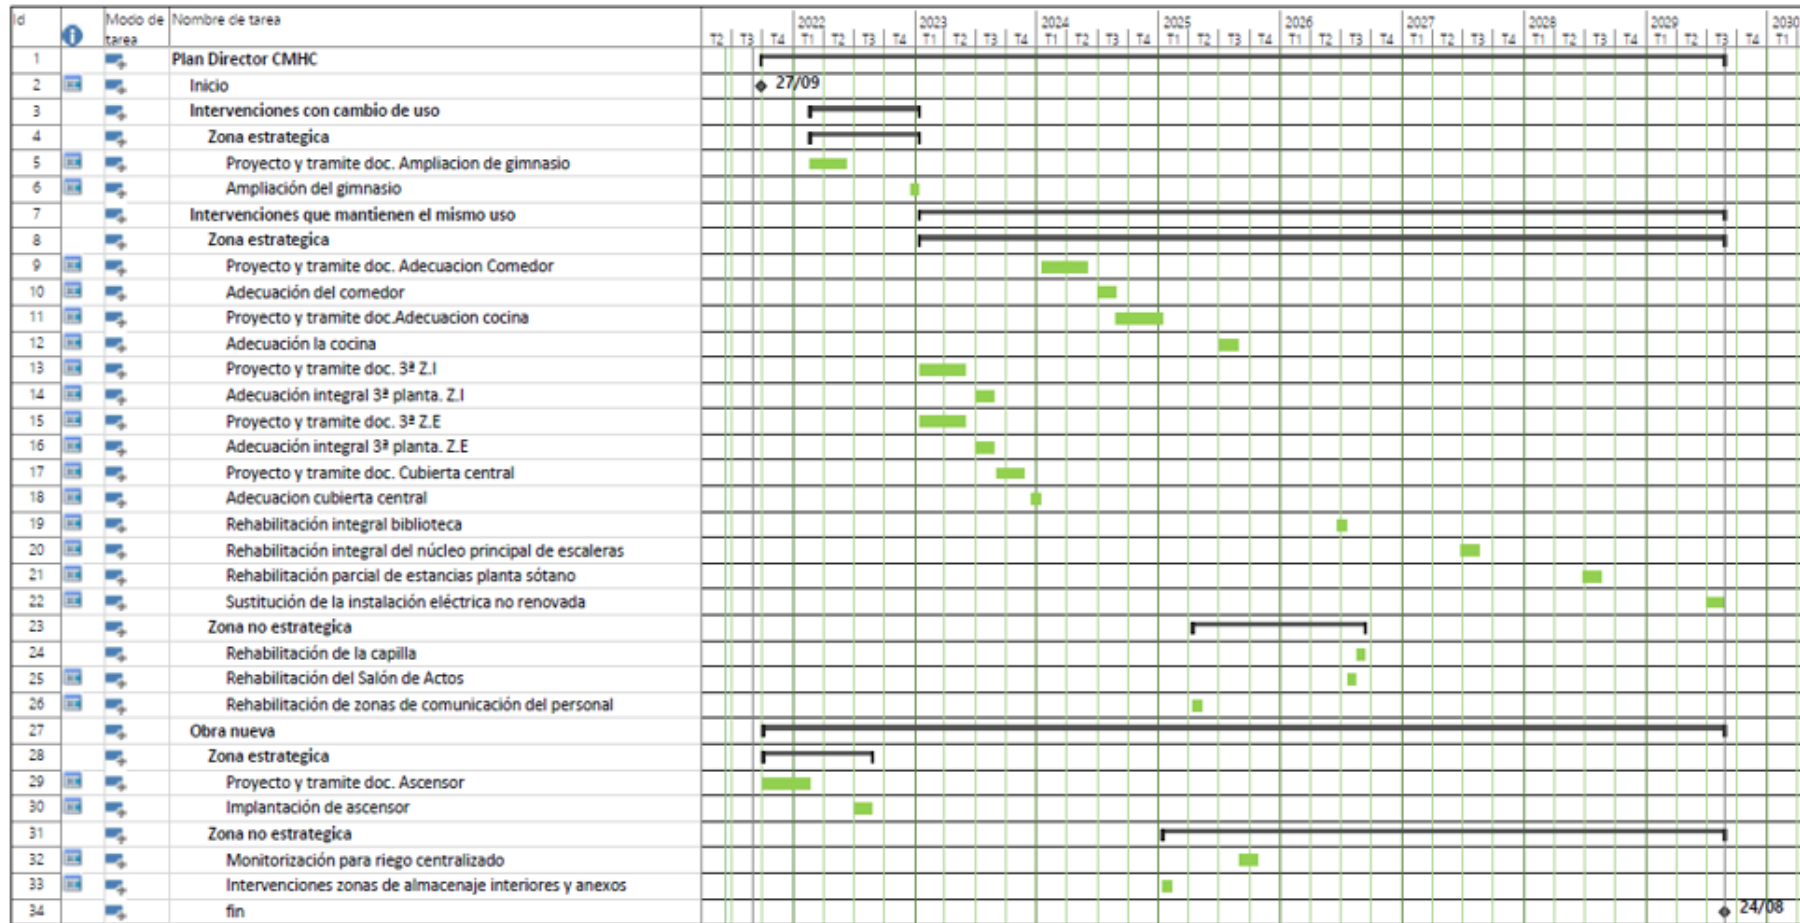 Id Modo de tarea Nombre de tarea
2022 2023 2024 2025 2026 2027 2028 2029 2030
T2 T3 T4 T1 T2 T3 T4 T1 T2 T3 T4 T1 T2 T3 T4 T1 T2 T3 T4 T1 T2 T3 T4 T1 T2 T3 T4 T1 T2 T3 T4 T1 T2 T3 T4 T1
1 Plan Director CMHC
2 Inicio 27/09
3 Intervenciones con cambio de uso
4 Zona estrategica
5 Proyecto y tramite doc. Ampliacion de gimnasio
6 Ampliación del gimnasio
7 Intervenciones que mantienen el mismo uso
8 Zona estrategica
9 Proyecto y tramite doc. Adecuacion Comedor
10 Adecuación del comedor
11 Proyecto y tramite doc.Adecuacion cocina
12 Adecuación la cocina
13 Proyecto y tramite doc. 3ª Z.I
14 Adecuación integral 3ª planta. Z.I
15 Proyecto y tramite doc. 3ª Z.E
16 Adecuación integral 3ª planta. Z.E
17 Proyecto y tramite doc. Cubierta central
18 Adecuacion cubierta central
19 Rehabilitación integral biblioteca
20 Rehabilitación integral del núcleo principal de escaleras
21 Rehabilitación parcial de estancias planta sótano
22 Sustitución de la instalación eléctrica no renovada
23 Zona no estrategica
24 Rehabilitación de la capilla
25 Rehabilitación del Salón de Actos
26 Rehabilitación de zonas de comunicación del personal
27 Obra nueva
28 Zona estrategica
29 Proyecto y tramite doc. Ascensor
30 Implantación de ascensor
31 Zona no estrategica
32 Monitorización para riego centralizado
33 Intervenciones zonas de almacenaje interiores y anexos
34 fin 24/08